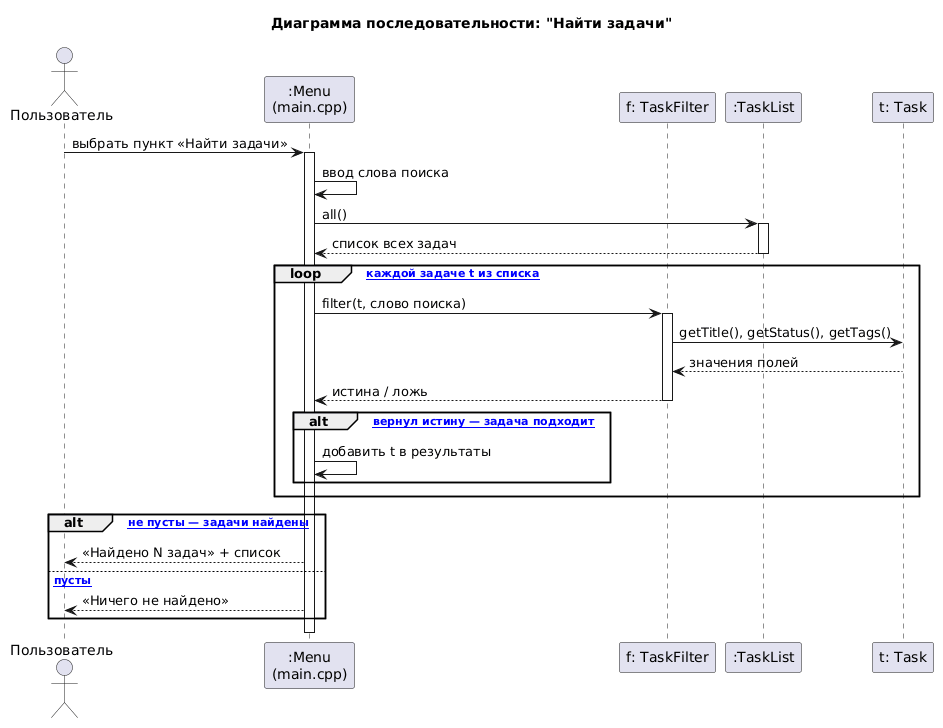 Диаграмма последовательности: "Найти задачи"
Пользователь
:Menu
(main.cpp)
f: TaskFilter
:TaskList
t: Task
выбрать пункт «Найти задачи»
ввод слова поиска
all()
список всех задач
loop
каждой задаче t из списка
filter(t, слово поиска)
getTitle(), getStatus(), getTags()
значения полей
истина / ложь
alt
вернул истину — задача подходит
добавить t в результаты
alt
не пусты — задачи найдены
«Найдено N задач» + список
пусты
«Ничего не найдено»
Пользователь
:Menu
(main.cpp)
f: TaskFilter
:TaskList
t: Task